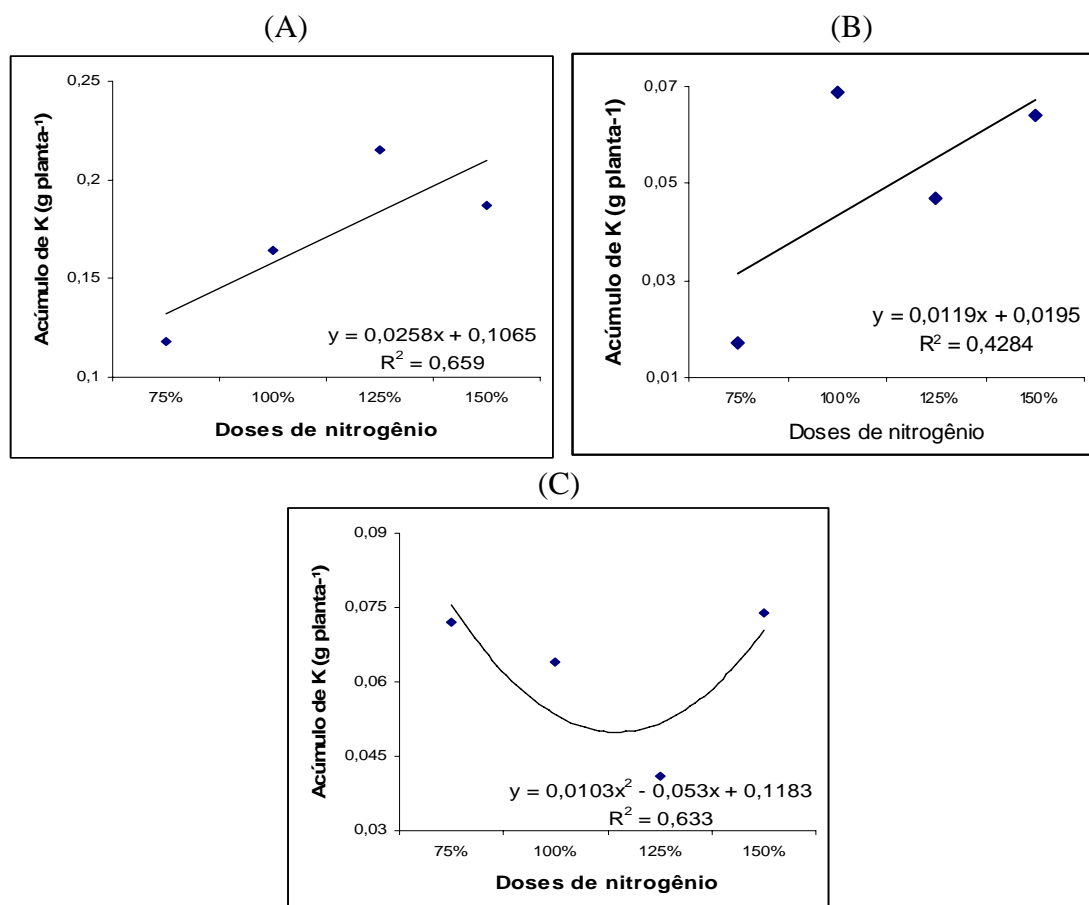 (A)
Acúmulo de K (g planta-¹)
0,25
0,2
0,15
0,1
y = 0,0258x + 0,1065
R² = 0,659
75% 100% 125% 150%
Doses de nitrogênio
(B)
Acúmulo de K (g planta-1)
0,07
0,05
0,03
0,01
y = 0,0119x + 0,0195
R² = 0,4284
75% 100% 125% 150%
Doses de nitrogênio
(C)
Acúmulo de K (g planta-¹)
0,09
0,075
0,06
0,045
0,03
y = 0,0103x² - 0,053x + 0,1183
R² = 0,633
75% 100% 125% 150%
Doses de nitrogênio